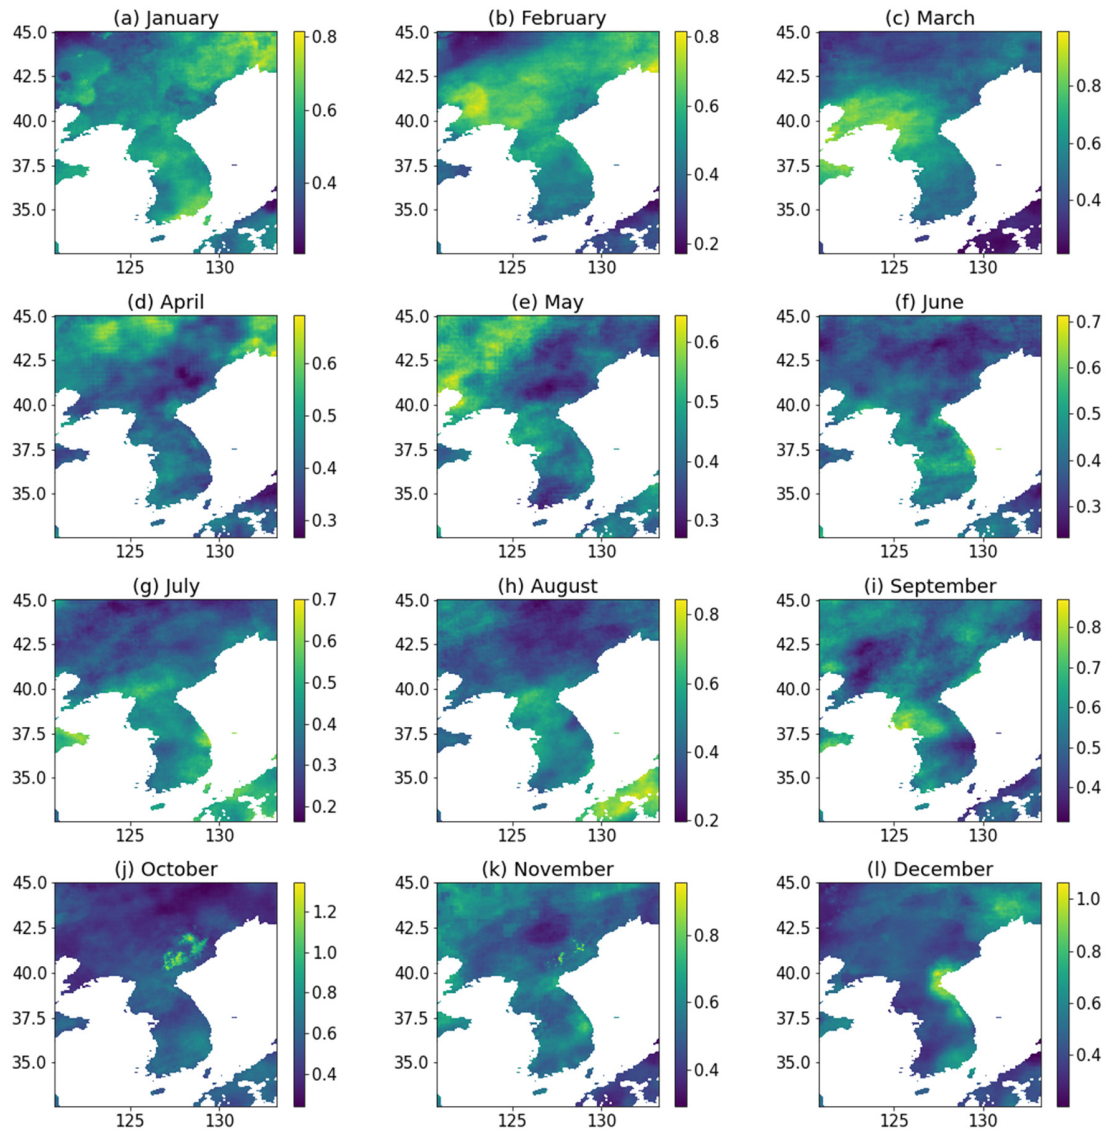 (a) January (b) February (c) March
45.0 0.8 45.0 0.8 45.0
42.5 42.5 42.5 0.8
40.0 0.6 40.0 0.6 40.0
0.6
37.5 0.4 37.5 0.4 37.5
35.0 35.0 35.0 0.4
0.2
125 130 125 130 125 130
(d) April (e) May (f) June
45.0 45.0 45.0 0.7
42.5 0.6 42.5 0.6 42.5 0.6
40.0 0.5 40.0 0.5 40.0 0.5
37.5 0.4 37.5 0.4 37.5 0.4
35.0 0.3 35.0 0.3 35.0 0.3
125 130 125 130 125 130
(g) July (h) August (i) September
45.0 0.7 45.0 0.8 45.0 0.8
42.5 0.6 42.5 42.5 0.7
0.5 0.6
40.0 0.4 40.0 40.0 0.6
37.5 0.3 37.5 0.4 37.5 0.5
35.0 0.2 35.0 0.2 35.0 0.4
125 130 125 130 125 130
(j) October (k) November (l) December
45.0 1.2 45.0 45.0 1.0
42.5 1.0 42.5 0.8 42.5 0.8
40.0 0.8 40.0 0.6 40.0 0.6
37.5 0.6 37.5 37.5
35.0 0.4 35.0 0.4 35.0 0.4
125 130 125 130 125 130